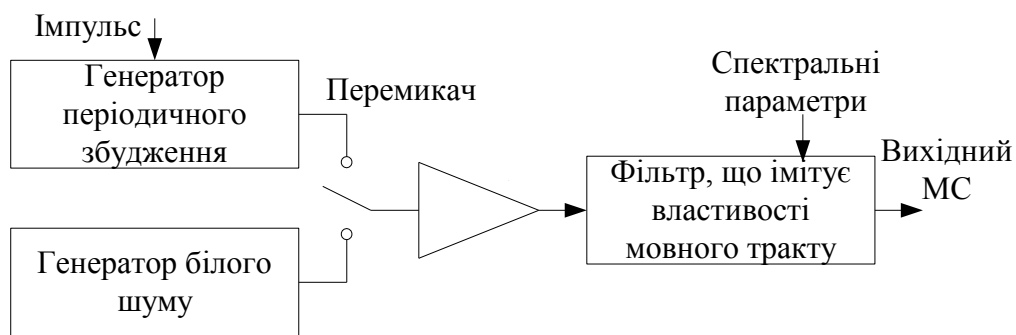 Імпульс
Генератор
періодичного
збудження
Перемикач
Генератор білого
шуму
Спектральні
параметри
Фільтр, що імітує
властивості
мовного тракту
Вихідний
МС